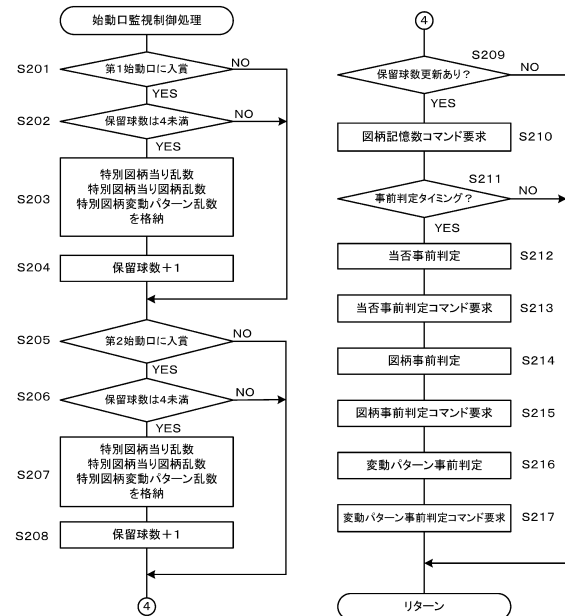 始動口監視制御処理
S201
第1始動口に入賞
NO
YES
S202
保留球数は4未満
NO
YES
S203
特別図柄当り乱数
特別図柄当り図柄乱数
特別図柄変動パターン乱数
を格納
S204
保留球数+1
S205
第2始動口に入賞
NO
YES
S206
保留球数は4未満
NO
YES
S207
特別図柄当り乱数
特別図柄当り図柄乱数
特別図柄変動パターン乱数
を格納
S208
保留球数+1
4
4
S209
保留球数更新あり?
NO
YES
図柄記憶数コマンド要求
S210
S211
事前判定タイミング?
NO
YES
当否事前判定
S212
当否事前判定コマンド要求
S213
図柄事前判定
S214
図柄事前判定コマンド要求
S215
変動パターン事前判定
S216
変動パターン事前判定コマンド要求
S217
リターン